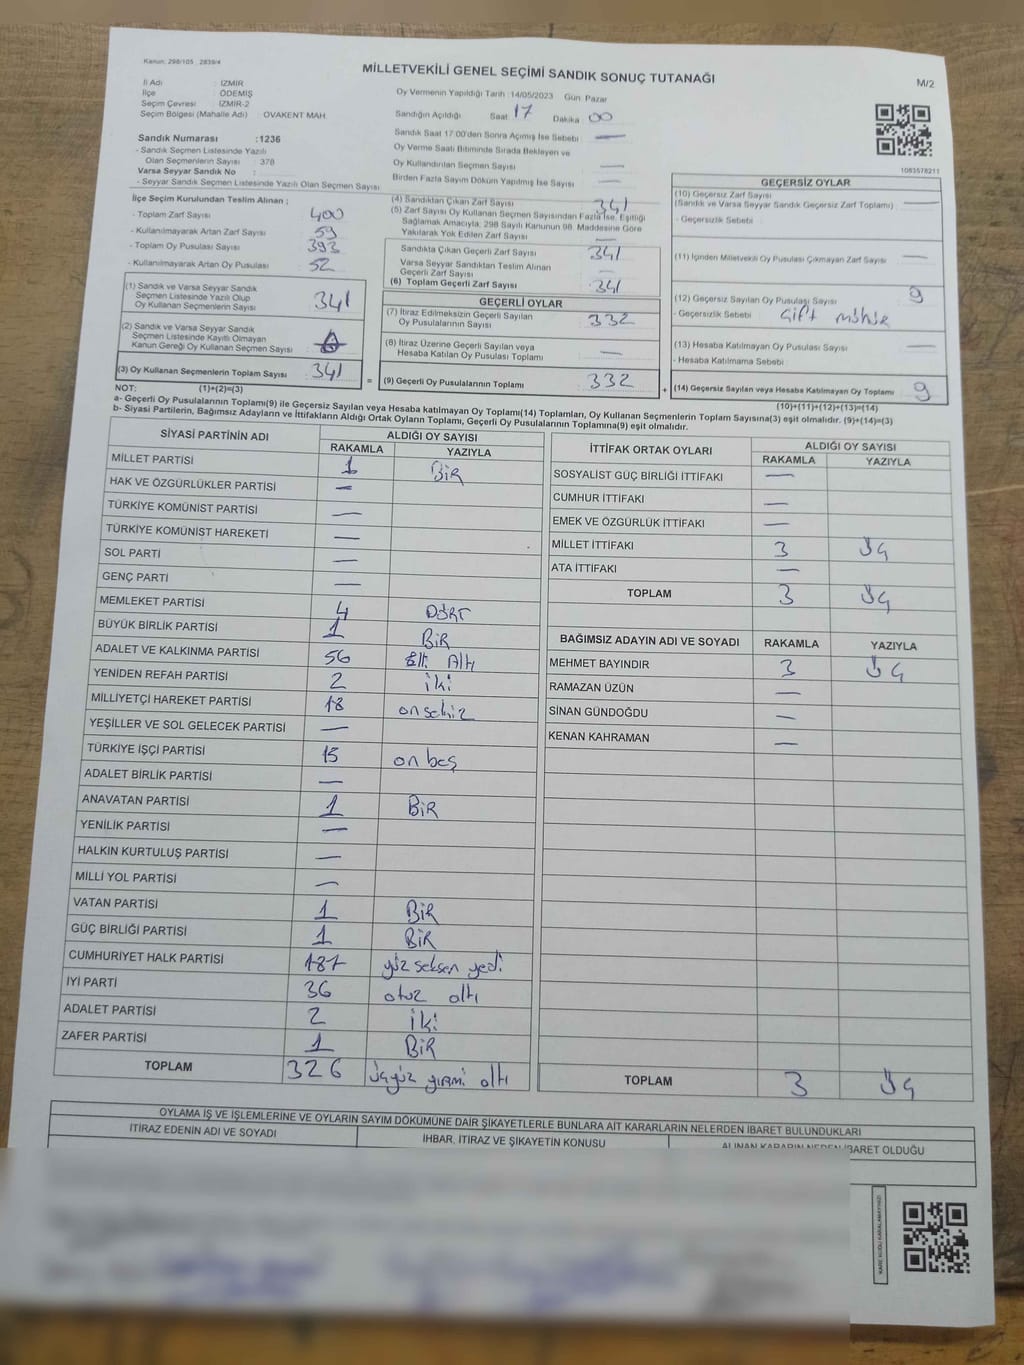 Kanun: 298/105 , 2839/4
MİLLETVEKİLİ GENEL SEÇİMİ SANDIK SONUÇ TUTANAĞI
M/2
İl Adı : İZMİR
İlçe : ÖDEMİŞ
Seçim Çevresi : İZMİR-2
Seçim Bölgesi (Mahalle Adı) OVAKENT MAH
Sandık Numarası :1236
- Sandık Seçmen Listesinde Yazılı
Olan Seçmenlerin Sayısı : 378
Varsa Seyyar Sandık No :
- Seyyar Sandık Seçmen Listesinde Yazılı Olan Seçmen Sayısı
Oy Vermenin Yapıldığı Tarih :14/05/2023 Gün Pazar
Sandığın Açıldığı Saat 17 Dakika 00
Sandık Saat 17:00'den Sonra Açımış İse Sebebi —
Oy Verme Saati Bitiminde Sırada Bekleyen ve
Oy Kullandırılan Seçmen Sayısı —
Birden Fazla Sayım Döküm Yapılmış İse Sayısı —
1083578211
İlçe Seçim Kurulundan Teslim Alınan ;
- Toplam Zarf Sayısı 400
- Kullanılmayarak Artan Zarf Sayısı 59
- Toplam Oy Pusulası Sayısı 393
- Kullanılmayarak Artan Oy Pusulası 52
(1) Sandık ve Varsa Seyyar Sandık
Seçmen Listesinde Yazılı Olup
Oy Kullanan Seçmenlerin Sayısı 341
(2) Sandık ve Varsa Seyyar Sandık
Seçmen Listesinde Kayıtlı Olmayan
Kanun Gereği Oy Kullanan Seçmen Sayısı
(3) Oy Kullanan Seçmenlerin Toplam Sayısı 341
NOT: (1)+(2)=(3)
(4) Sandıktan Çıkan Zarf Sayısı 341
(5) Zarf Sayısı Oy Kullanan Seçmen Sayısından Fazla İse, Eşitliği
Sağlamak Amacıyla, 298 Sayılı Kanunun 98. Maddesine Göre
Yakılarak Yok Edilen Zarf Sayısı —
Sandıkta Çıkan Geçerli Zarf Sayısı 341
Varsa Seyyar Sandıktan Teslim Alınan
Geçerli Zarf Sayısı —
(6) Toplam Geçerli Zarf Sayısı 341
GEÇERLİ OYLAR
(7) İtiraz Edilmeksizin Geçerli Sayılan
Oy Pusulalarının Sayısı 332
(8) İtiraz Üzerine Geçerli Sayılan veya
Hesaba Katılan Oy Pusulası Toplamı —
= (9) Geçerli Oy Pusulalarının Toplamı 332
GEÇERSİZ OYLAR
(10) Geçersiz Zarf Sayısı
(Sandık ve Varsa Seyyar Sandık Geçersiz Zarf Toplamı) —
- Geçersizlik Sebebi :
(11) İçinden Milletvekili Oy Pusulası Çıkmayan Zarf Sayısı —
(12) Geçersiz Sayılan Oy Pusulası Sayısı 9
- Geçersizlik Sebebi : Çift mühür
(13) Hesaba Katılmayan Oy Pusulası Sayısı —
- Hesaba Katılmama Sebebi :
+ (14) Geçersiz Sayılan veya Hesaba Katılmayan Oy Toplamı 9
(10)+(11)+(12)+(13)=(14)
a- Geçerli Oy Pusulalarının Toplamı(9) ile Geçersiz Sayılan veya Hesaba katılmayan Oy Toplamı(14) Toplamları, Oy Kullanan Seçmenlerin Toplam Sayısına(3) eşit olmalıdır. (9)+(14)=(3)
b- Siyasi Partilerin, Bağımsız Adayların ve İttifakların Aldığı Ortak Oyların Toplamı, Geçerli Oy Pusulalarının Toplamına(9) eşit olmalıdır.
SİYASİ PARTİNİN ADI ALDIĞI OY SAYISI
RAKAMLA YAZIYLA
MİLLET PARTİSİ 1 BİR
HAK VE ÖZGÜRLÜKLER PARTİSİ —
TÜRKİYE KOMÜNİST PARTİSİ —
TÜRKİYE KOMÜNİST HAREKETİ —
SOL PARTİ —
GENÇ PARTİ —
MEMLEKET PARTİSİ 4 DÖRT
BÜYÜK BİRLİK PARTİSİ 1 BİR
ADALET VE KALKINMA PARTİSİ 56 Elli Altı
YENİDEN REFAH PARTİSİ 2 iki
MİLLİYETÇİ HAREKET PARTİSİ 18 on sekiz
YEŞİLLER VE SOL GELECEK PARTİSİ —
TÜRKİYE İŞÇİ PARTİSİ 15 on beş
ADALET BİRLİK PARTİSİ —
ANAVATAN PARTİSİ 1 BİR
YENİLİK PARTİSİ —
HALKIN KURTULUŞ PARTİSİ —
MİLLİ YOL PARTİSİ —
VATAN PARTİSİ 1 BİR
GÜÇ BİRLİĞİ PARTİSİ 1 BİR
CUMHURİYET HALK PARTİSİ 187 yüz seksen yedi
İYİ PARTİ 36 otuz altı
ADALET PARTİSİ 2 iki
ZAFER PARTİSİ 1 BİR
TOPLAM 326 üçyüz yirmi altı
İTTİFAK ORTAK OYLARI ALDIĞI OY SAYISI
RAKAMLA YAZIYLA
SOSYALİST GÜÇ BİRLİĞİ İTTİFAKI —
CUMHUR İTTİFAKI —
EMEK VE ÖZGÜRLÜK İTTİFAKI —
MİLLET İTTİFAKI 3 üç
ATA İTTİFAKI —
TOPLAM 3 üç
BAĞIMSIZ ADAYIN ADI VE SOYADI RAKAMLA YAZIYLA
MEHMET BAYINDIR 3 üç
RAMAZAN ÜZÜN —
SİNAN GÜNDOĞDU —
KENAN KAHRAMAN —
TOPLAM 3 üç
OYLAMA İŞ VE İŞLEMLERİNE VE OYLARIN SAYIM DÖKÜMÜNE DAİR ŞİKAYETLERLE BUNLARA AİT KARARLARIN NELERDEN İBARET BULUNDUKLARI
İTİRAZ EDENİN ADI VE SOYADI
İHBAR, İTİRAZ VE ŞİKAYETİN KONUSU
ALINAN KARARIN NEDEN İBARET OLDUĞU
KARE KODU KARALAMAYINIZ!